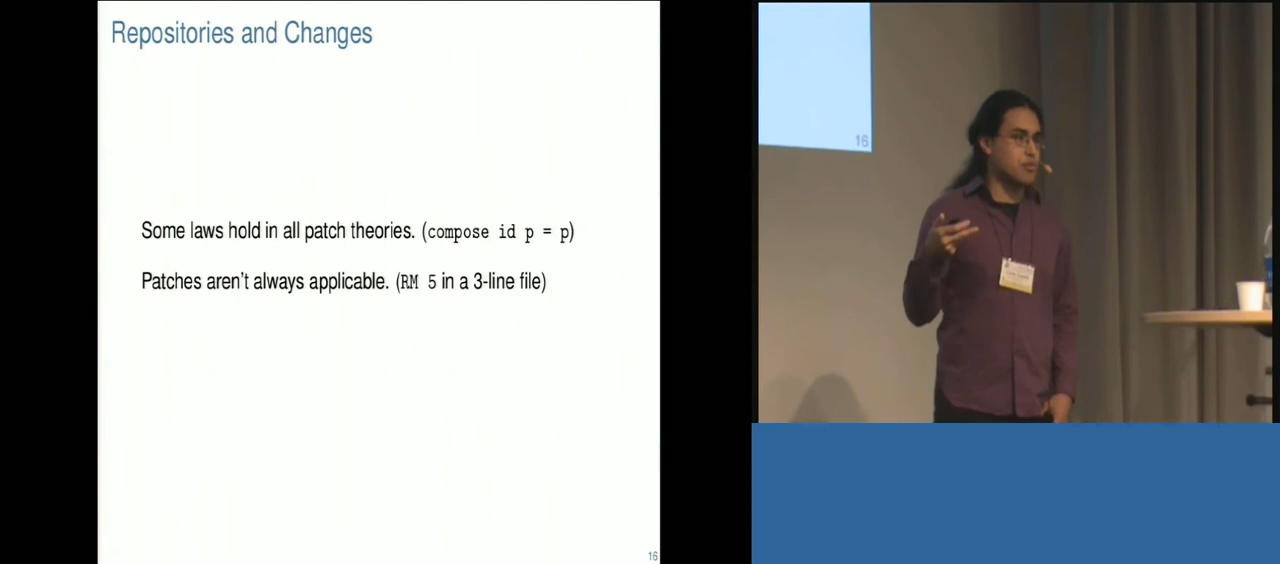 Repositories and Changes
Some laws hold in all patch theories. (compose id p = p)
Patches aren't always applicable. (RM 5 in a 3-line file)
16
16